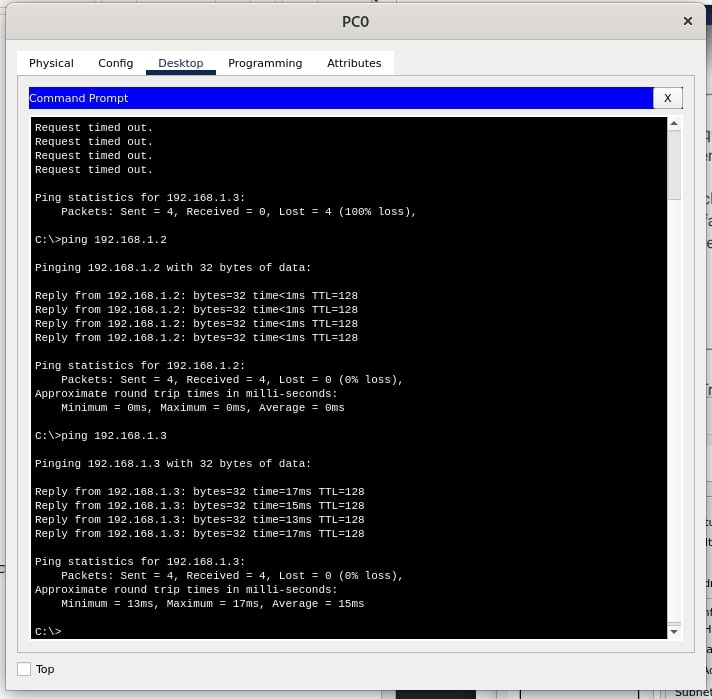 PC0
Physical Config Desktop Programming Attributes
Command Prompt
X
Request timed out.
Request timed out.
Request timed out.
Request timed out.
Ping statistics for 192.168.1.3:
Packets: Sent = 4, Received = 0, Lost = 4 (100% loss),
C:\>ping 192.168.1.2
Pinging 192.168.1.2 with 32 bytes of data:
Reply from 192.168.1.2: bytes=32 time<1ms TTL=128
Reply from 192.168.1.2: bytes=32 time<1ms TTL=128
Reply from 192.168.1.2: bytes=32 time<1ms TTL=128
Reply from 192.168.1.2: bytes=32 time<1ms TTL=128
Ping statistics for 192.168.1.2:
Packets: Sent = 4, Received = 4, Lost = 0 (0% loss),
Approximate round trip times in milli-seconds:
Minimum = 0ms, Maximum = 0ms, Average = 0ms
C:\>ping 192.168.1.3
Pinging 192.168.1.3 with 32 bytes of data:
Reply from 192.168.1.3: bytes=32 time=17ms TTL=128
Reply from 192.168.1.3: bytes=32 time=15ms TTL=128
Reply from 192.168.1.3: bytes=32 time=13ms TTL=128
Reply from 192.168.1.3: bytes=32 time=17ms TTL=128
Ping statistics for 192.168.1.3:
Packets: Sent = 4, Received = 4, Lost = 0 (0% loss),
Approximate round trip times in milli-seconds:
Minimum = 13ms, Maximum = 17ms, Average = 15ms
C:\>
Top